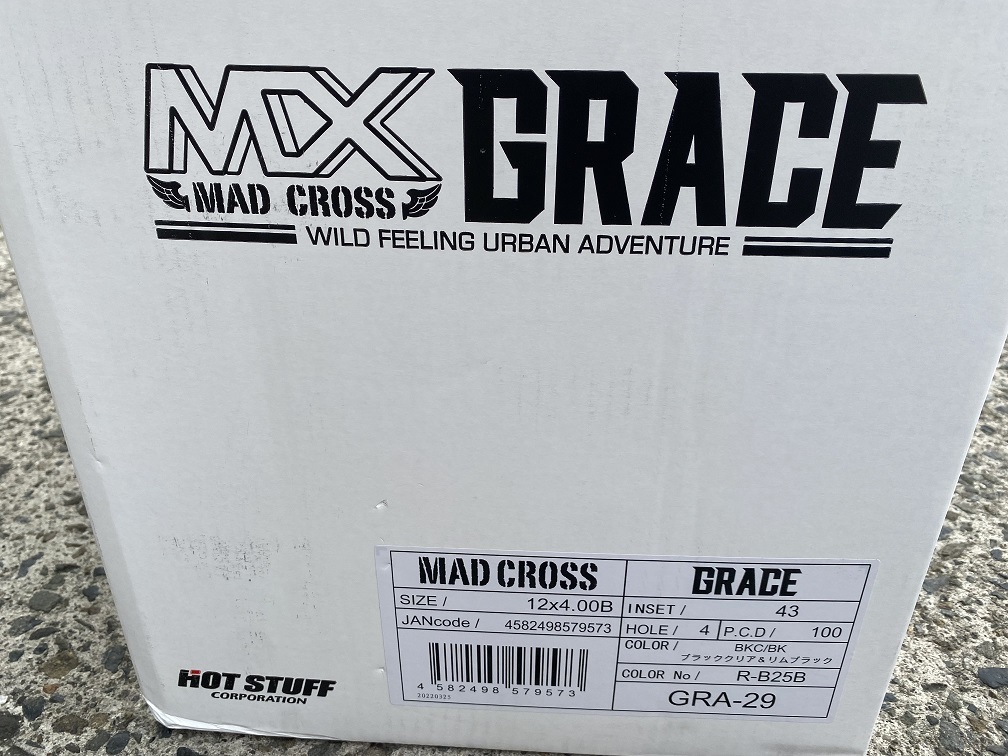 MX GRACE
MAD CROSS
WILD FEELING URBAN ADVENTURE
MAD CROSS GRACE
SIZE / 12x4.00B INSET / 43
JANcode / 4582498579573 HOLE / 4 P.C.D / 100
COLOR / BKC/BK
ブラッククリア&リムブラック
COLOR No / R-B25B
4 582498 579573
20220325
GRA-29
HOT STUFF
CORPORATION